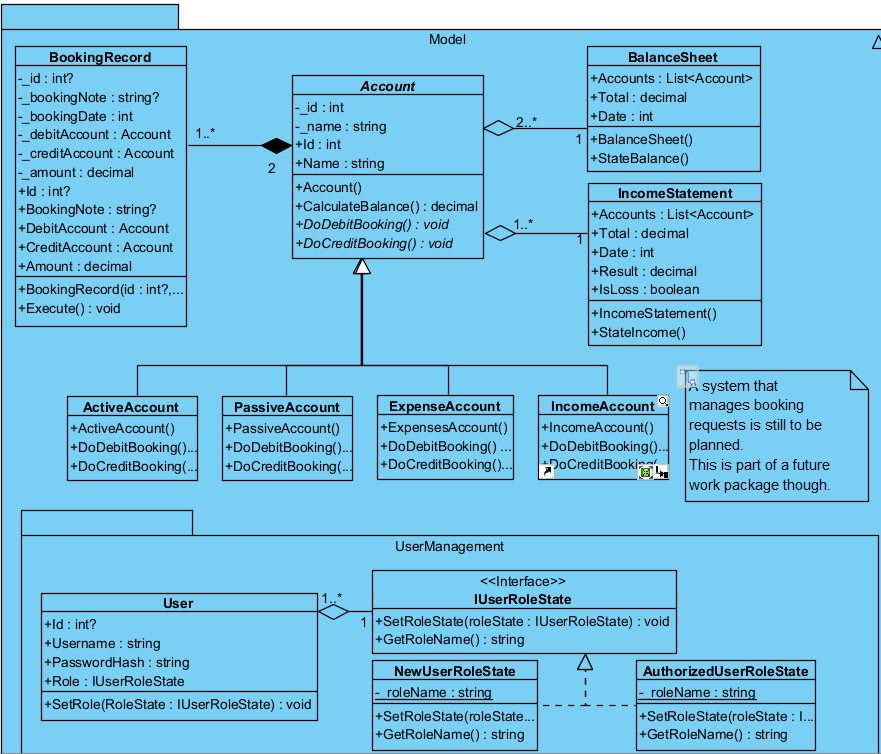 Model
BookingRecord
-_id : int?
-_bookingNote : string?
-_bookingDate : int
-_debitAccount : Account
-_creditAccount : Account
-_amount : decimal
+Id : int?
+BookingNote : string?
+DebitAccount : Account
+CreditAccount : Account
+Amount : decimal
+BookingRecord(id : int?,...
+Execute() : void
1..*
2
Account
-_id : int
-_name : string
+Id : int
+Name : string
+Account()
+CalculateBalance() : decimal
+DoDebitBooking() : void
+DoCreditBooking() : void
2..*
1
BalanceSheet
+Accounts : List<Account>
+Total : decimal
+Date : int
+BalanceSheet()
+StateBalance()
1..*
1
IncomeStatement
+Accounts : List<Account>
+Total : decimal
+Date : int
+Result : decimal
+IsLoss : boolean
+IncomeStatement()
+StateIncome()
ActiveAccount
+ActiveAccount()
+DoDebitBooking()...
+DoCreditBooking(...
PassiveAccount
+PassiveAccount()
+DoDebitBooking()...
+DoCreditBooking(...
ExpenseAccount
+ExpensesAccount()
+DoDebitBooking() ...
+DoCreditBooking()...
IncomeAccount
+IncomeAccount()
+DoDebitBooking()...
+DoCreditBooking(...
A system that
manages booking
requests is still to be
planned.
This is part of a future
work package though.
UserManagement
User
+Id : int?
+Username : string
+PasswordHash : string
+Role : IUserRoleState
+SetRole(RoleState : IUserRoleState) : void
1..*
1
<<Interface>>
IUserRoleState
+SetRoleState(roleState : IUserRoleState) : void
+GetRoleName() : string
NewUserRoleState
-_roleName : string
+SetRoleState(roleState...
+GetRoleName() : string
AuthorizedUserRoleState
-_roleName : string
+SetRoleState(roleState : I...
+GetRoleName() : string